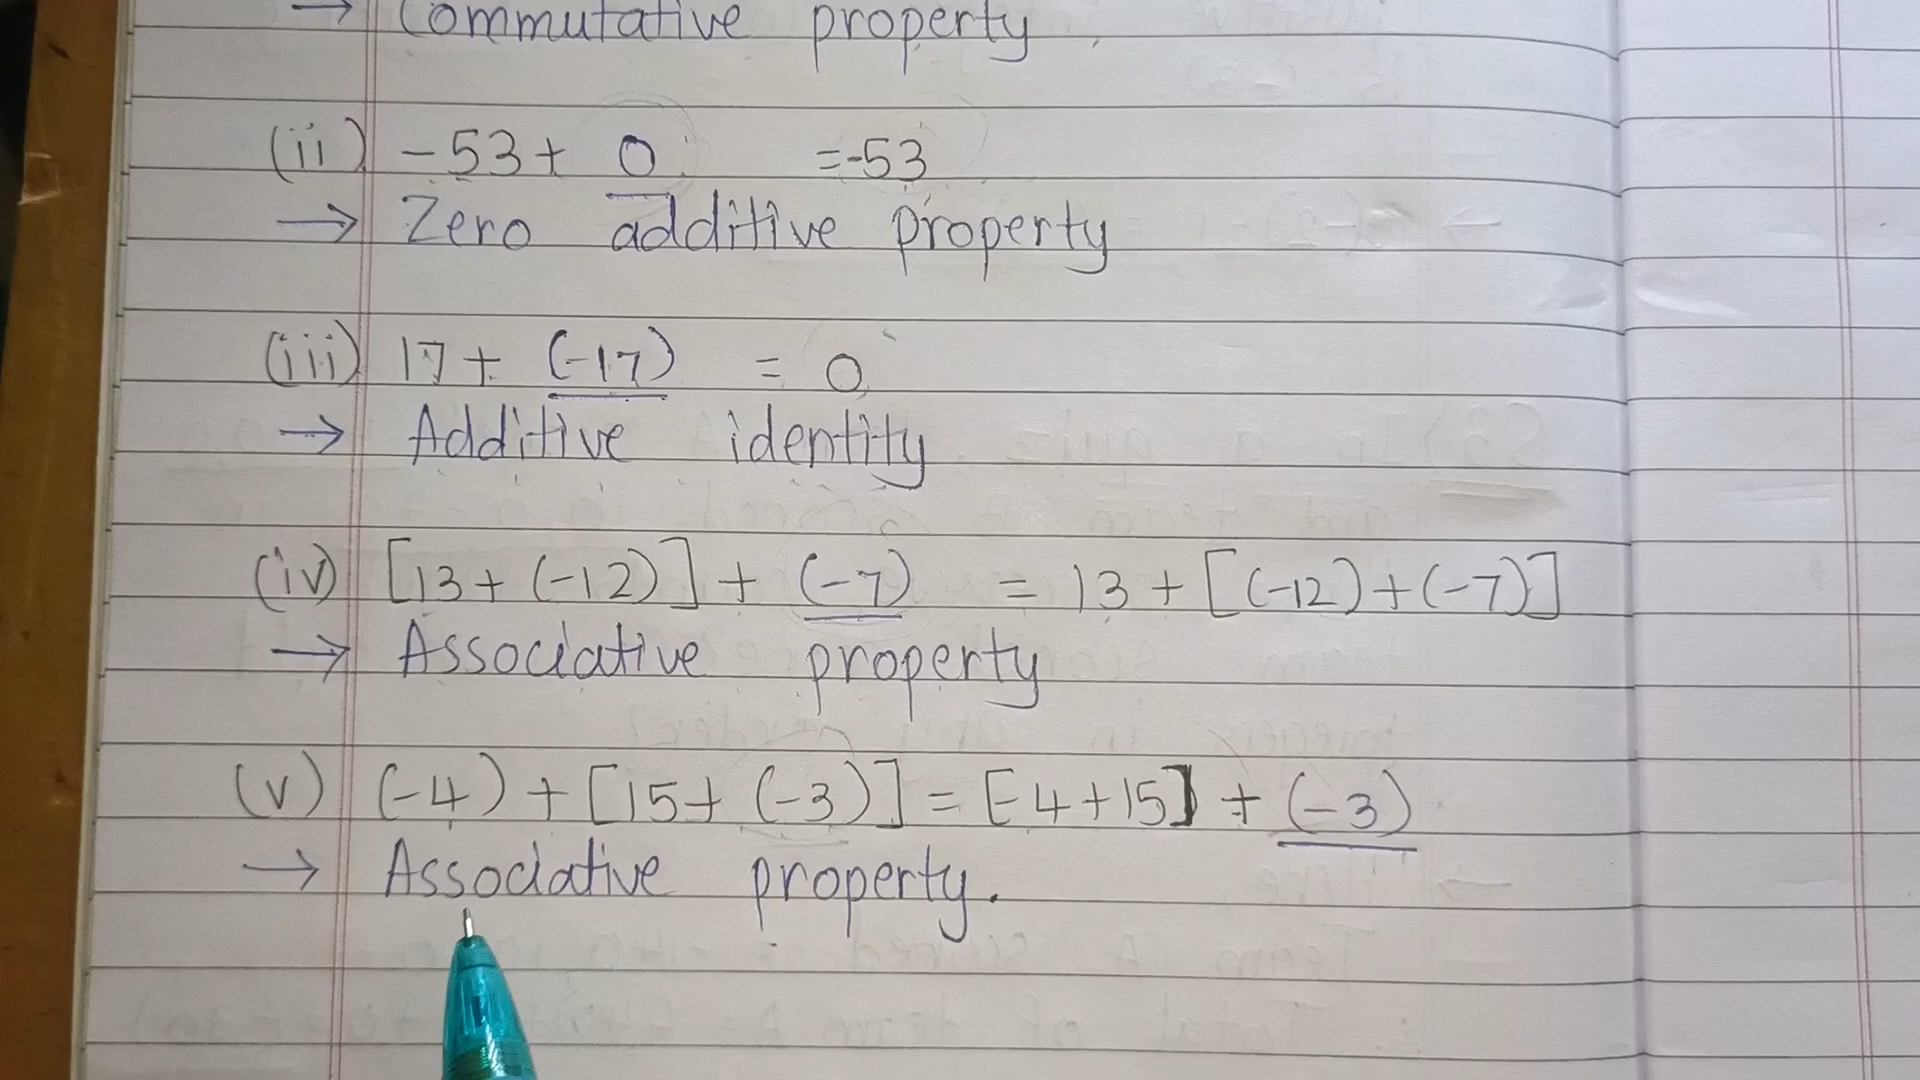 → Commutative property
(ii) -53 + 0 = -53
→ Zero additive property
(iii) 17 + (-17) = 0
→ Additive identity
(iv) [13 + (-12)] + (-7) = 13 + [(-12) + (-7)]
→ Associative property
(v) (-4) + [15 + (-3)] = [-4 + 15] + (-3)
→ Associative property.